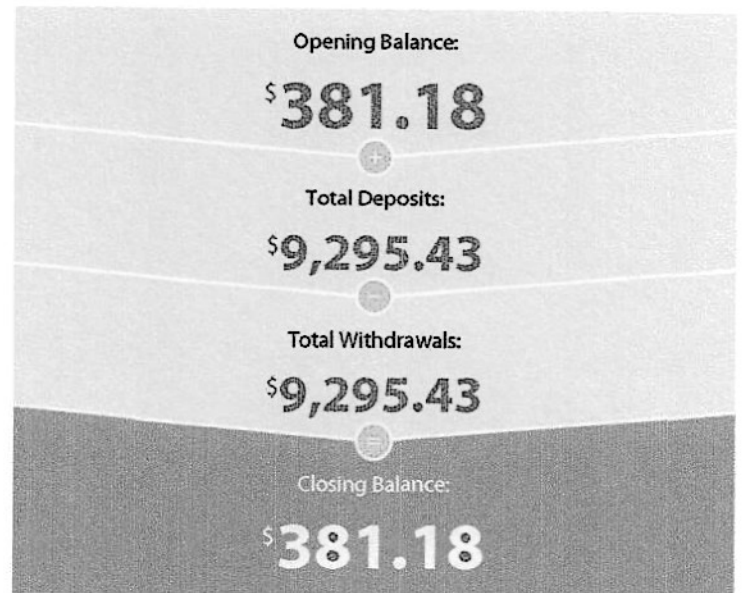 Opening Balance:
$381.18
+
Total Deposits:
$9,295.43
−
Total Withdrawals:
$9,295.43
=
Closing Balance:
$381.18